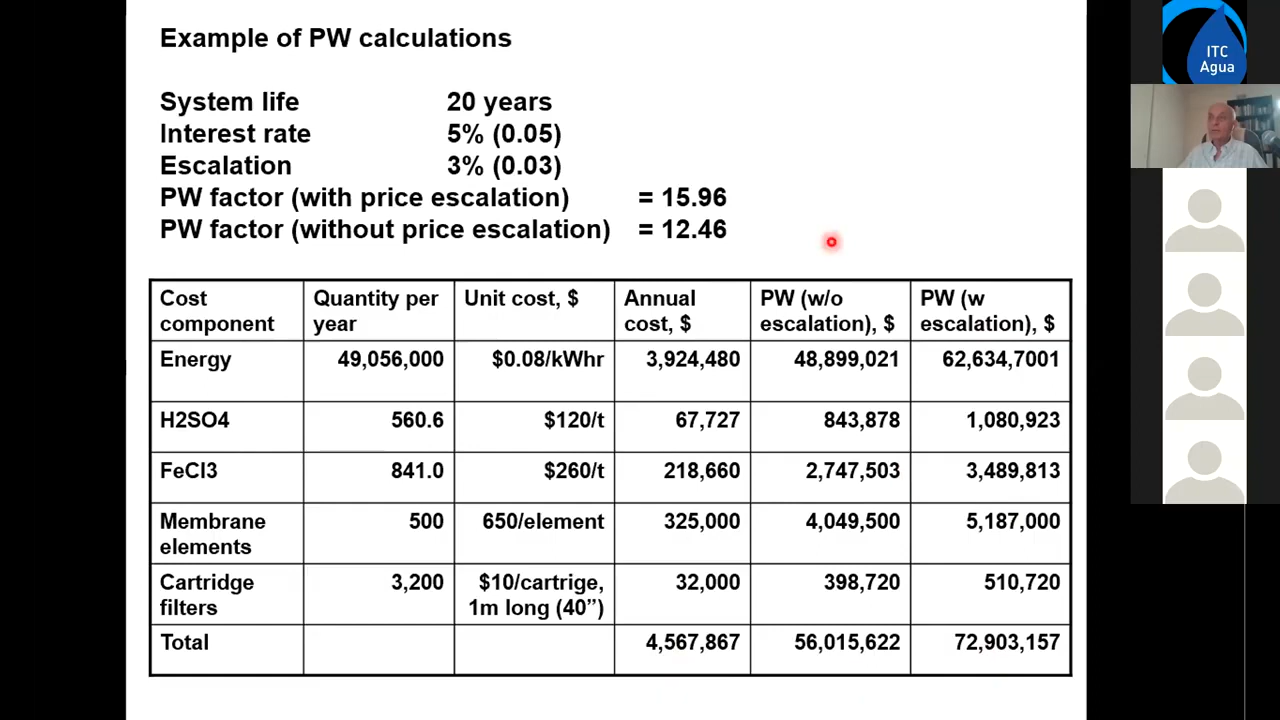 Example of PW calculations
System life 20 years
Interest rate 5% (0.05)
Escalation 3% (0.03)
PW factor (with price escalation) = 15.96
PW factor (without price escalation) = 12.46
Cost component Quantity per year Unit cost, $ Annual cost, $ PW (w/o escalation), $ PW (w escalation), $
Energy 49,056,000 $0.08/kWhr 3,924,480 48,899,021 62,634,7001
H2SO4 560.6 $120/t 67,727 843,878 1,080,923
FeCl3 841.0 $260/t 218,660 2,747,503 3,489,813
Membrane elements 500 650/element 325,000 4,049,500 5,187,000
Cartridge filters 3,200 $10/cartrige, 1m long (40”) 32,000 398,720 510,720
Total 4,567,867 56,015,622 72,903,157
ITC
Agua